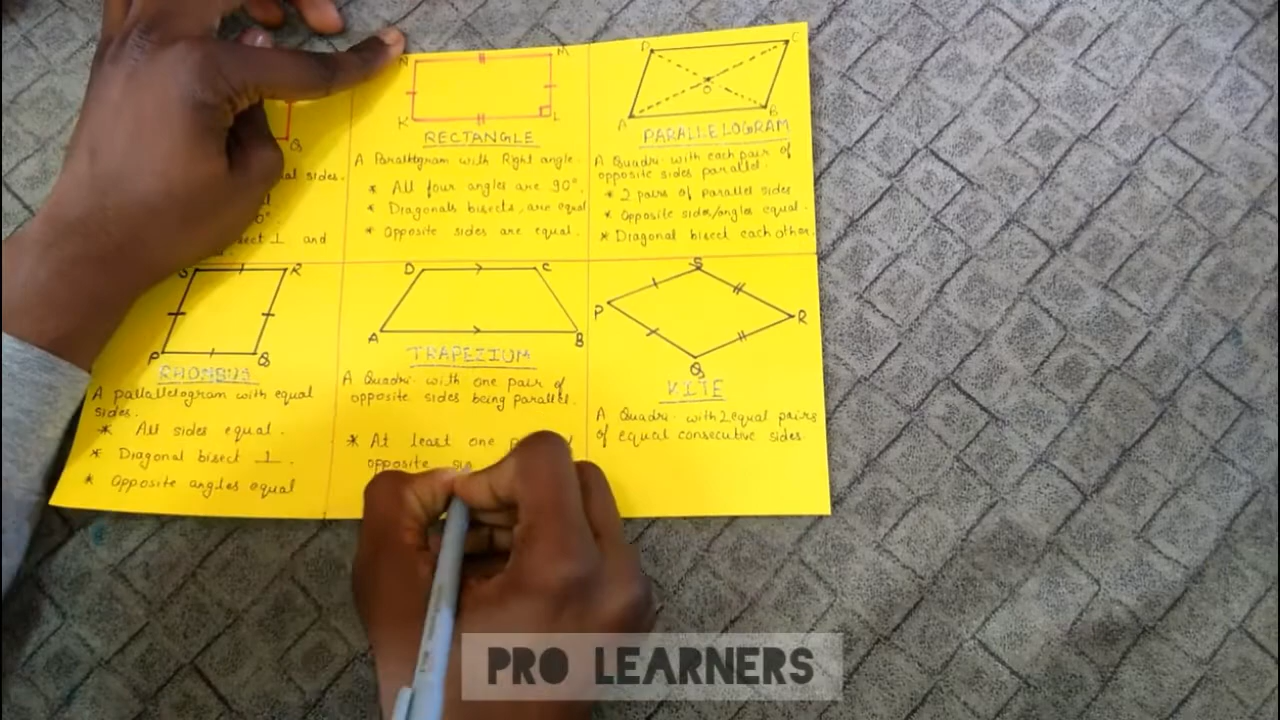 N M
K L
RECTANGLE
A Parallegram with Right angle.
* All four angles are 90°.
* Diagonals bisects, are equal
* Opposite sides are equal.
D C
O
A B
PARALLELOGRAM
A Quadri. with each pair of
opposite sides parallel.
* 2 pairs of parallel sides
* Opposite sides/angles equal.
* Diagonal bisect each other.
Q
sides.
⊥ and
S R
P Q
RHOMBUS
A pallallelogram with equal
sides.
* All sides equal.
* Diagonal bisect ⊥.
* Opposite angles equal
D C
A B
TRAPEZIUM
A Quadri. with one pair of
opposite sides being parallel.
* At least one
opposite
S
P R
Q
KITE
A Quadri. with 2 equal pairs
of equal consecutive sides.
PRO LEARNERS